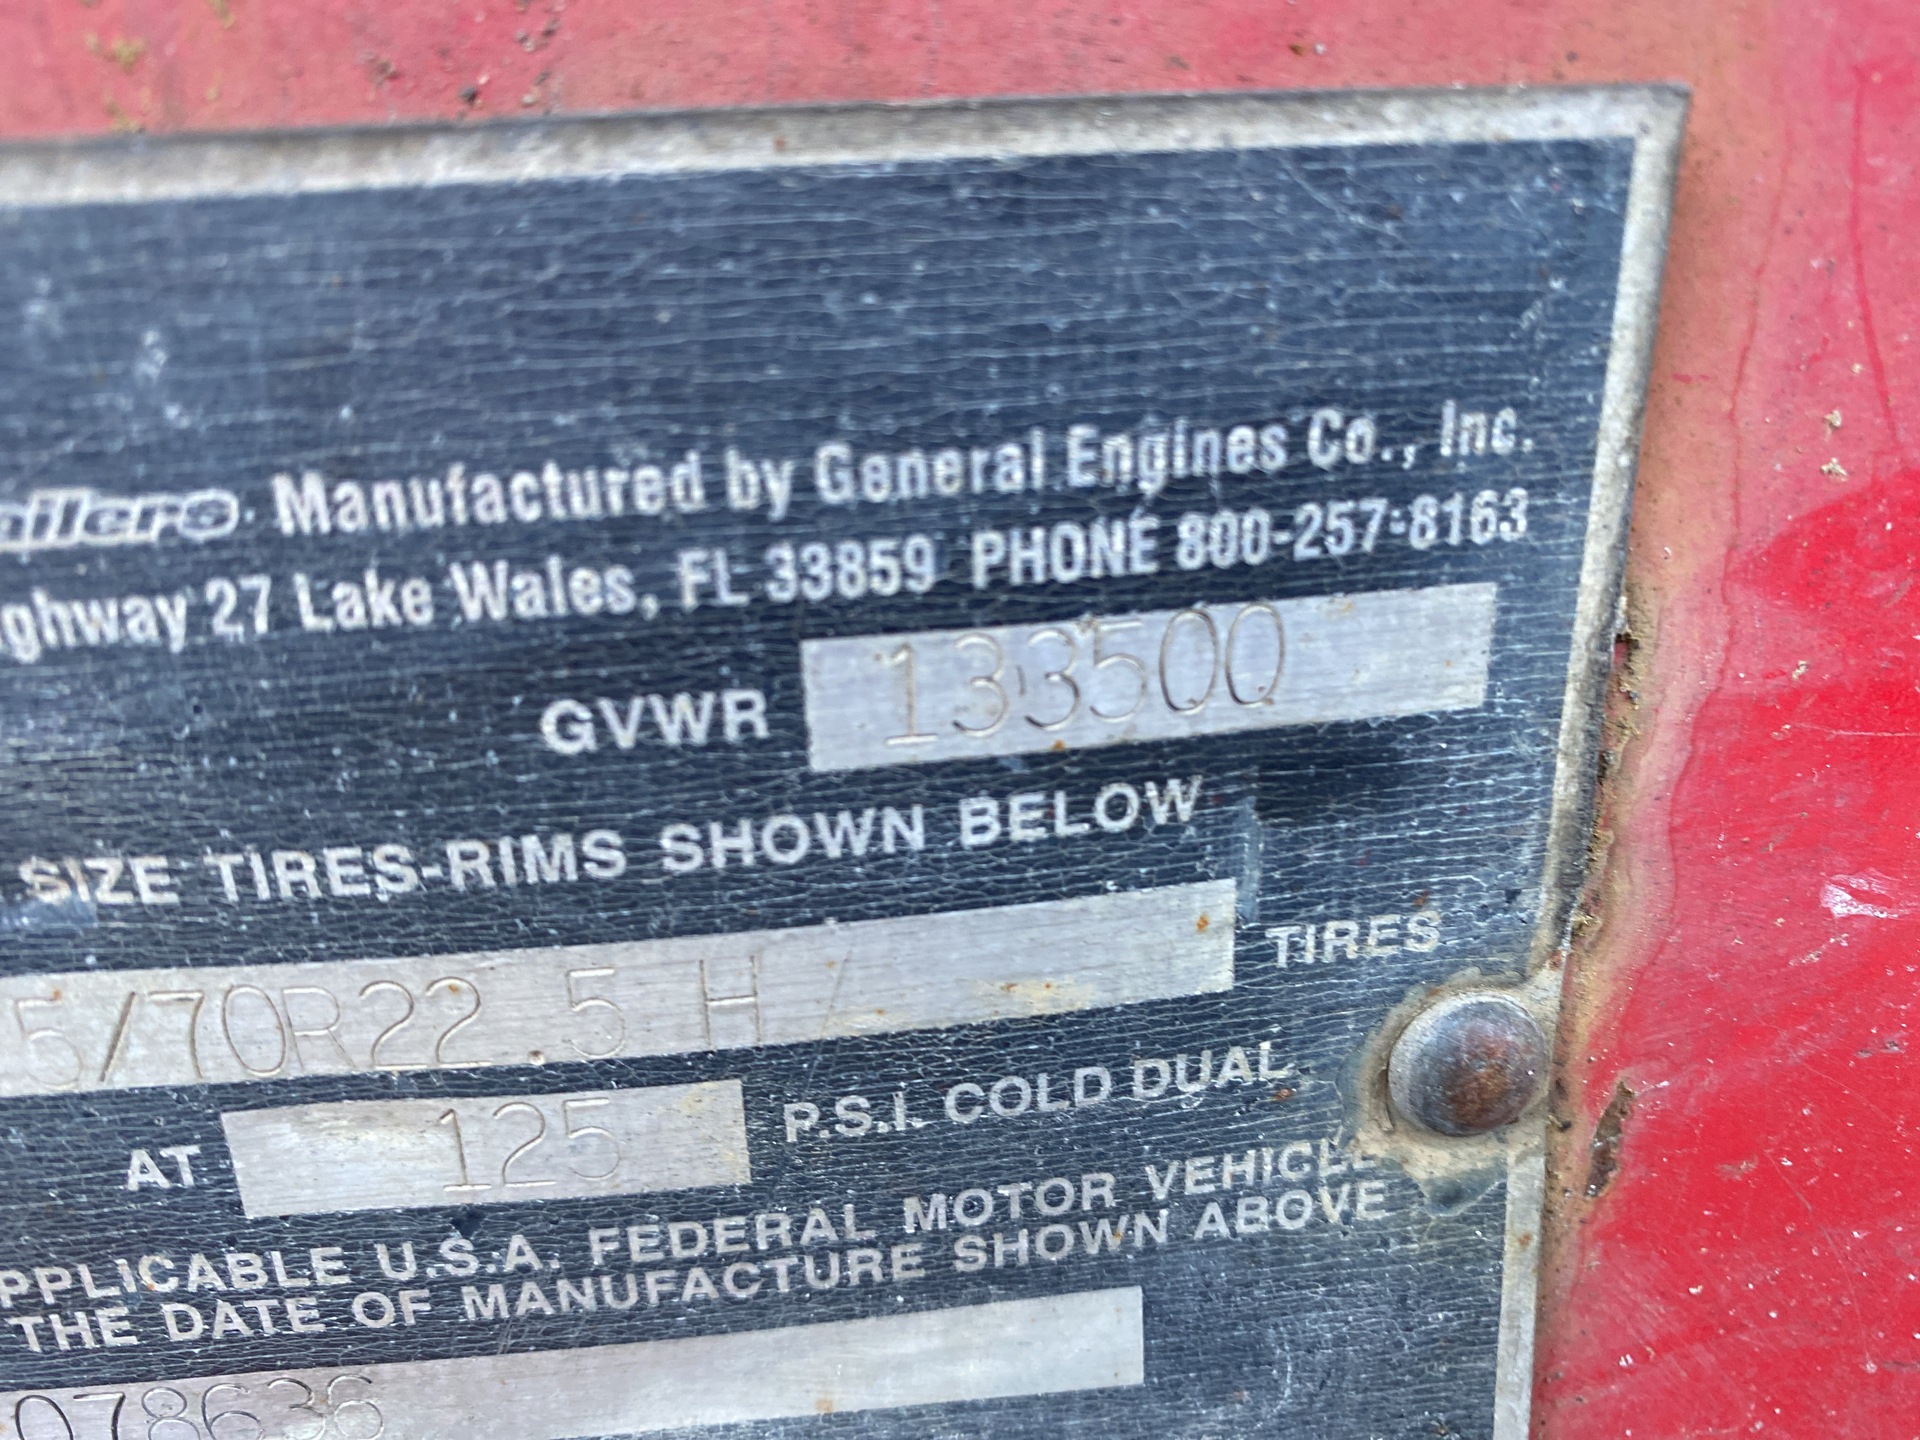 ailers Manufactured by General Engines Co., Inc.
ighway 27 Lake Wales, FL 33859 PHONE 800-257-8163
GVWR 133500
SIZE TIRES-RIMS SHOWN BELOW
5/70R22.5 H TIRES
AT 125 P.S.I. COLD DUAL
PPLICABLE U.S.A. FEDERAL MOTOR VEHICLE
THE DATE OF MANUFACTURE SHOWN ABOVE
078636